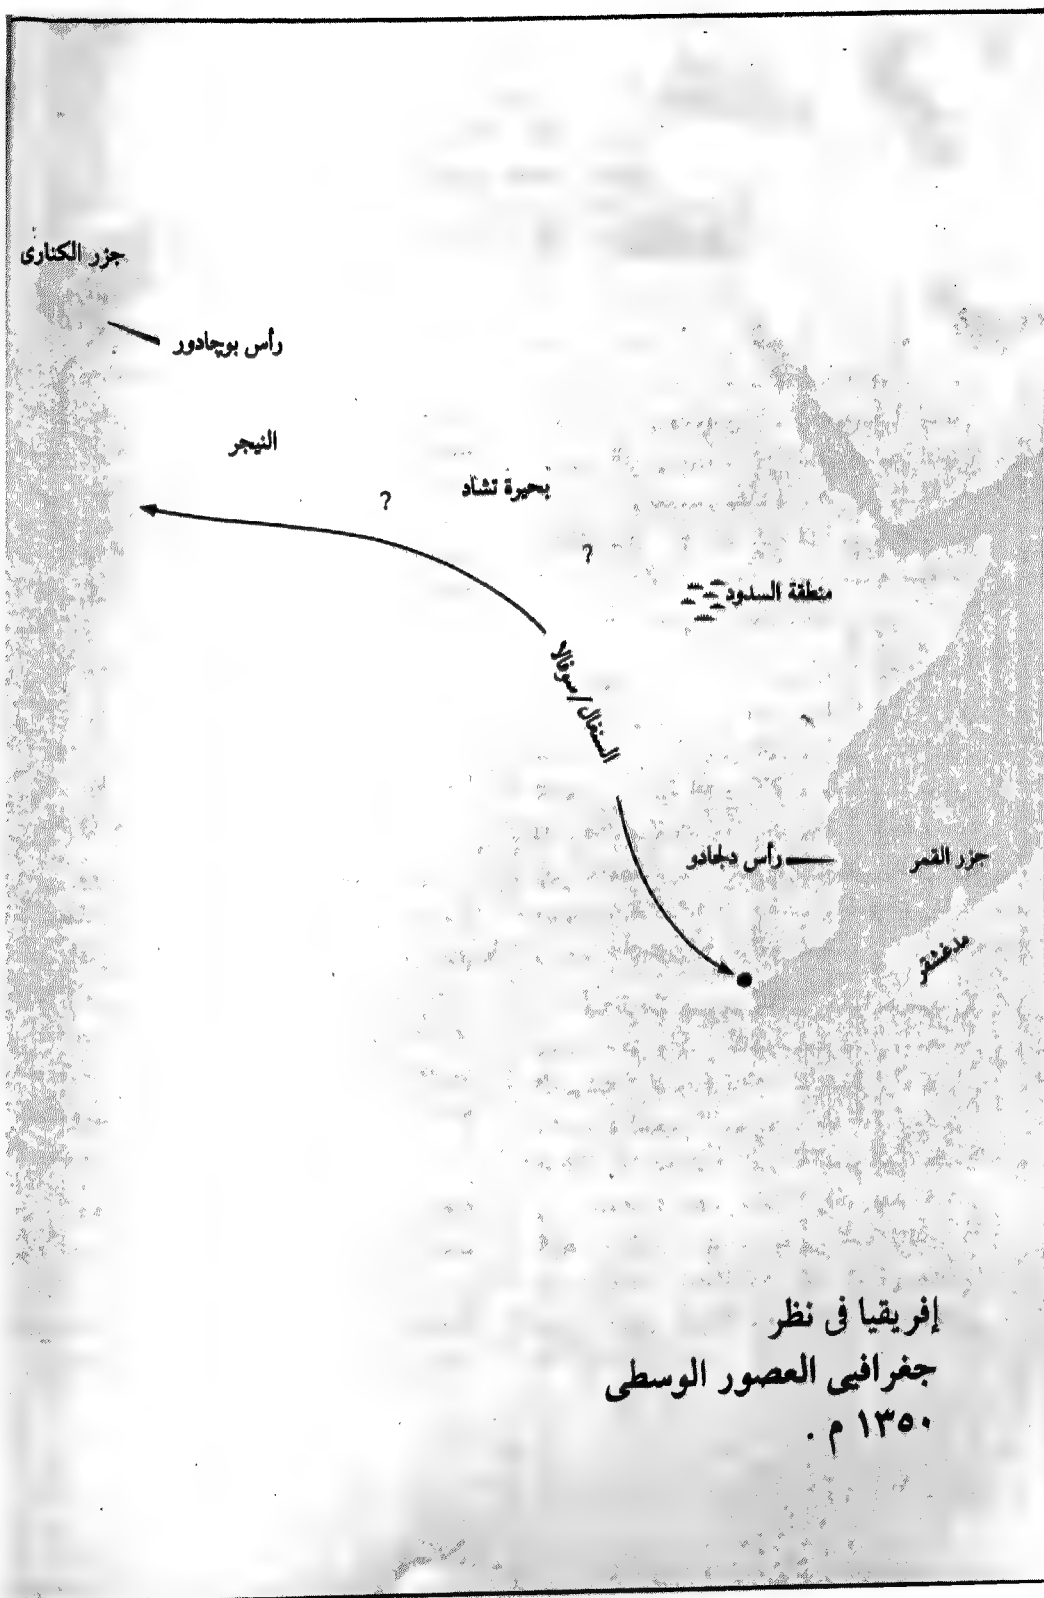 جزر الكنارى
رأس بوجادور
النيجر
؟
بحيرة تشاد
؟
منطقة السدود
السنغال / سوفالا
رأس دلجادو
جزر القمر
مدغشقر
إفريقيا فى نظر
جغرافيى العصور الوسطى
١٣٥٠ م .